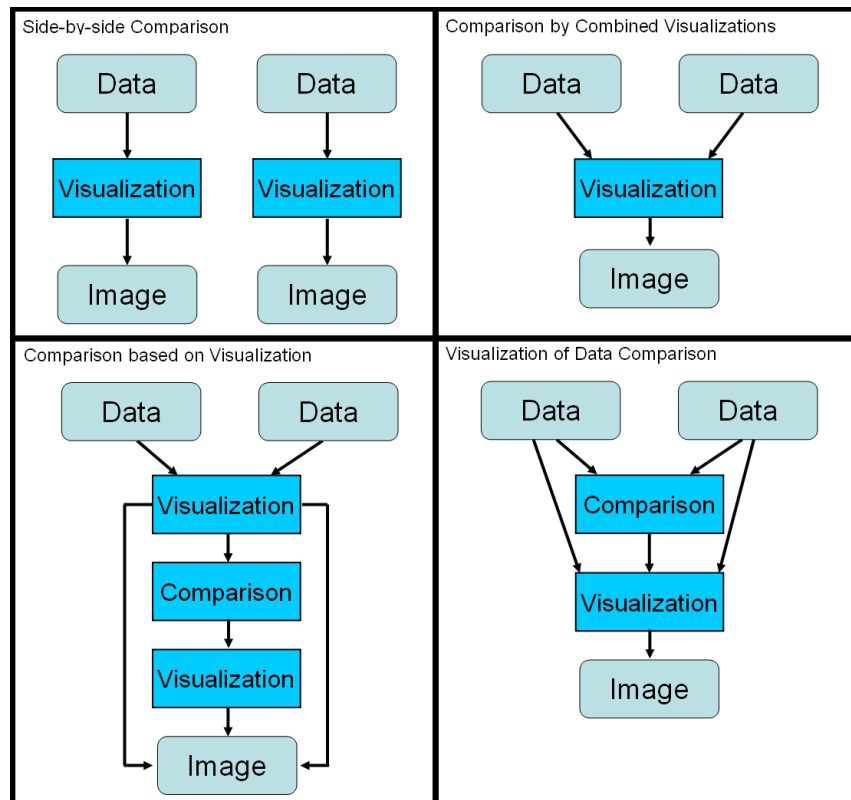 Side-by-side Comparison
Data Data
Visualization Visualization
Image Image
Comparison by Combined Visualizations
Data Data
Visualization
Image
Comparison based on Visualization
Data Data
Visualization
Comparison
Visualization
Image
Visualization of Data Comparison
Data Data
Comparison
Visualization
Image